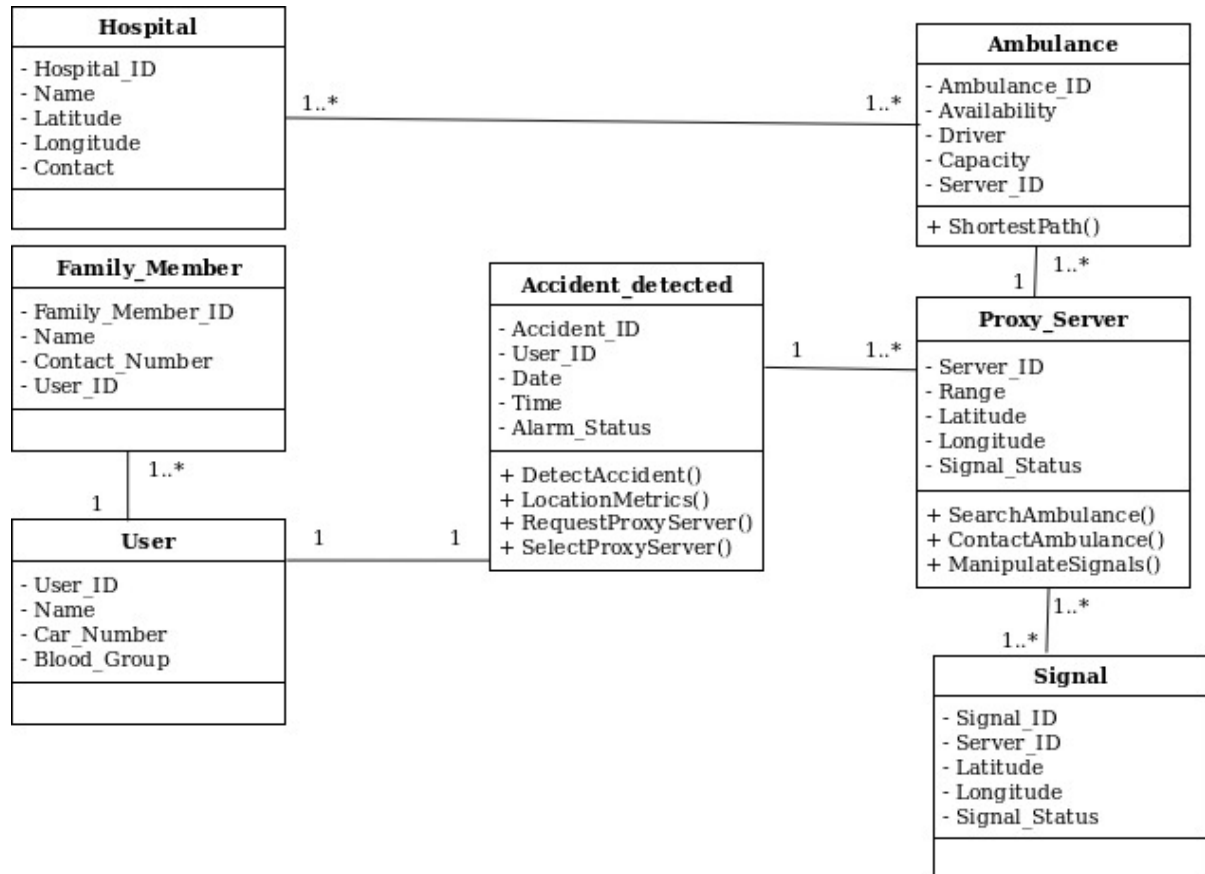 Hospital
- Hospital_ID
- Name
- Latitude
- Longitude
- Contact
1..*
1..*
Ambulance
- Ambulance_ID
- Availability
- Driver
- Capacity
- Server_ID
+ ShortestPath()
1..*
1
Family_Member
- Family_Member_ID
- Name
- Contact_Number
- User_ID
1..*
1
Accident_detected
- Accident_ID
- User_ID
- Date
- Time
- Alarm_Status
+ DetectAccident()
+ LocationMetrics()
+ RequestProxyServer()
+ SelectProxyServer()
1
1..*
Proxy_Server
- Server_ID
- Range
- Latitude
- Longitude
- Signal_Status
+ SearchAmbulance()
+ ContactAmbulance()
+ ManipulateSignals()
1..*
1..*
User
- User_ID
- Name
- Car_Number
- Blood_Group
1
1
Signal
- Signal_ID
- Server_ID
- Latitude
- Longitude
- Signal_Status